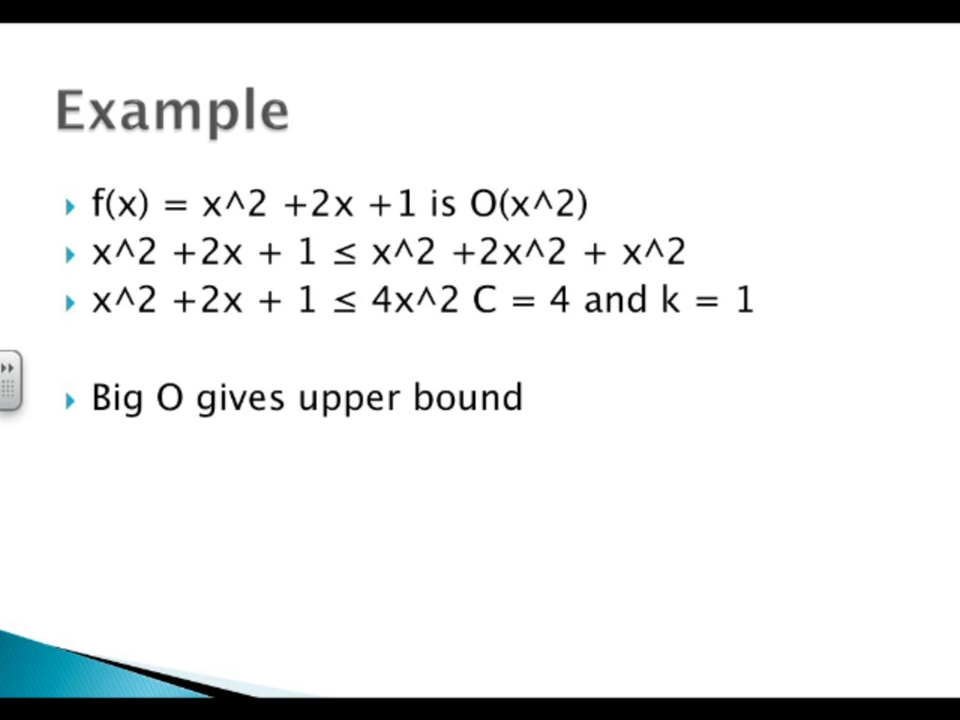 Example
f(x) = x^2 +2x +1 is O(x^2)
x^2 +2x + 1 ≤ x^2 +2x^2 + x^2
x^2 +2x + 1 ≤ 4x^2 C = 4 and k = 1
Big O gives upper bound